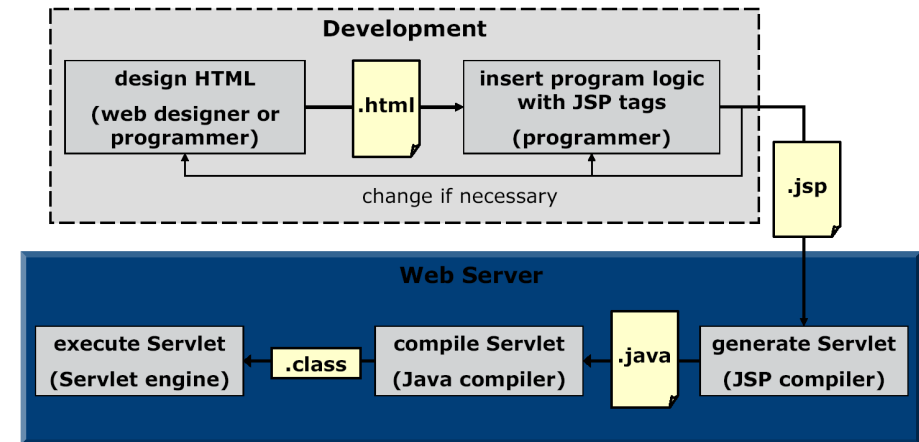 Development
design HTML
(web designer or
programmer)
.html
insert program logic
with JSP tags
(programmer)
change if necessary
.jsp
Web Server
execute Servlet
(Servlet engine)
.class
compile Servlet
(Java compiler)
.java
generate Servlet
(JSP compiler)